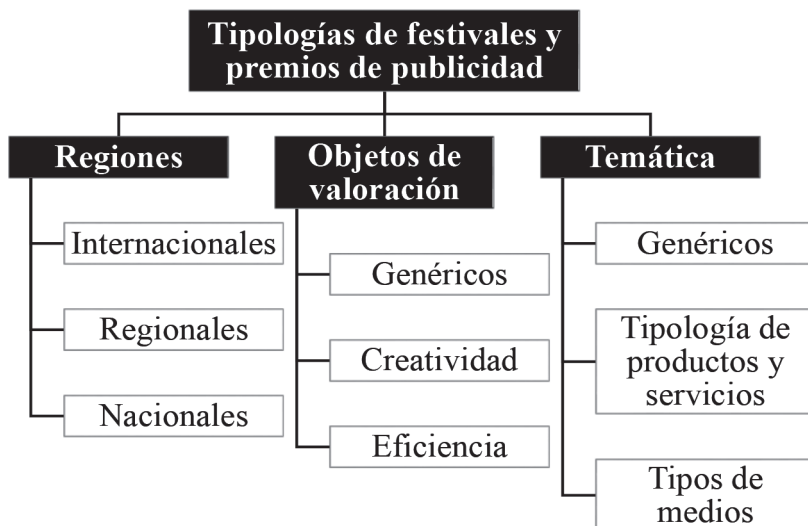 Tipologías de festivales y
premios de publicidad
Regiones
Internacionales
Regionales
Nacionales
Objetos de
valoración
Genéricos
Creatividad
Eficiencia
Temática
Genéricos
Tipología de
productos y
servicios
Tipos de
medios